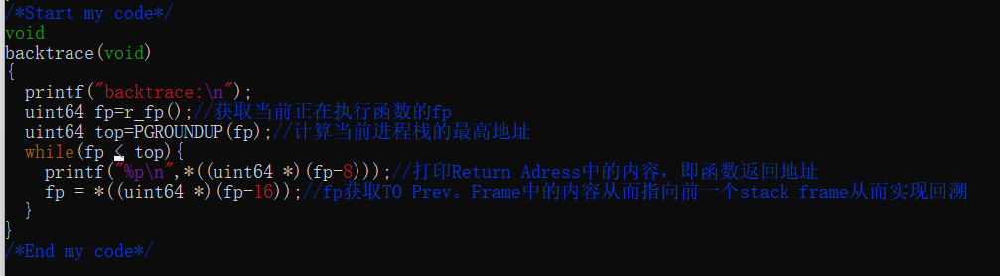 /*Start my code*/
void
backtrace(void)
{
  printf("backtrace:\n");
  uint64 fp=r_fp();//获取当前正在执行函数的fp
  uint64 top=PGROUNDUP(fp);//计算当前进程栈的最高地址
  while(fp < top){
    printf("%p\n",*((uint64 *)(fp-8)));//打印Return Adress中的内容，即函数返回地址
    fp = *((uint64 *)(fp-16));//fp获取TO Prev。Frame中的内容从而指向前一个stack frame从而实现回溯
  }
}
/*End my code*/